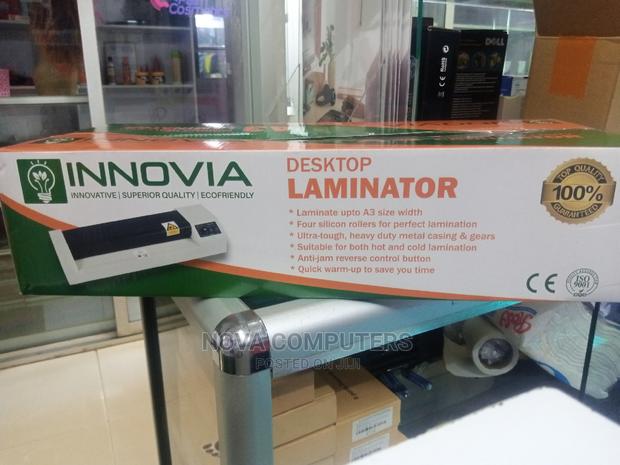 Cosmetics
DELL
INNOVIA
INNOVATIVE | SUPERIOR QUALITY | ECOFRIENDLY
DESKTOP
LAMINATOR
* Laminate upto A3 size width
* Four silicon rollers for perfect lamination
* Ultra-tough, heavy duty metal casing & gears
* Suitable for both hot and cold lamination
* Anti-jam reverse control button
* Quick warm-up to save you time
TOP QUALITY
100%
GUARANTEED
CE
ISO
9001
NOVA COMPUTERS
POSTED ON JIJI